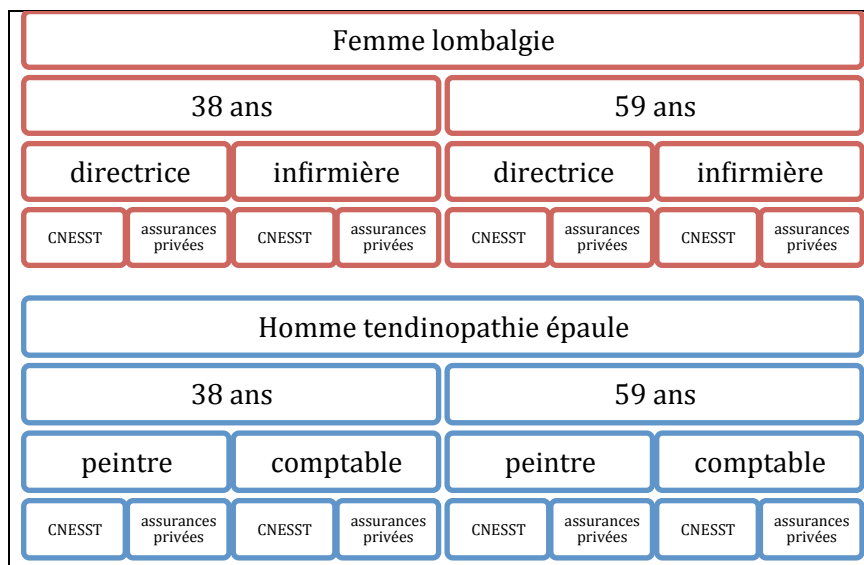 Femme lombalgie
38 ans 59 ans
directrice infirmière directrice infirmière
CNESST assurances privées CNESST assurances privées CNESST assurances privées CNESST assurances privées
Homme tendinopathie épaule
38 ans 59 ans
peintre comptable peintre comptable
CNESST assurances privées CNESST assurances privées CNESST assurances privées CNESST assurances privées